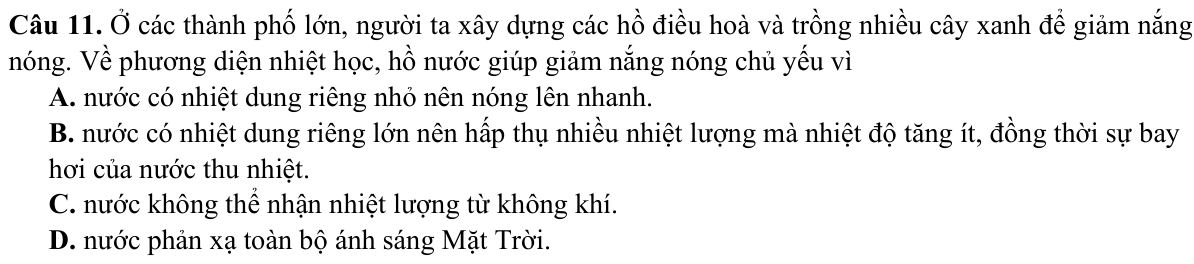 Câu 11. Ở các thành phố lớn, người ta xây dựng các hồ điều hoà và trồng nhiều cây xanh để giảm nắng
nóng. Về phương diện nhiệt học, hồ nước giúp giảm nắng nóng chủ yếu vì
A. nước có nhiệt dung riêng nhỏ nên nóng lên nhanh.
B. nước có nhiệt dung riêng lớn nên hấp thụ nhiều nhiệt lượng mà nhiệt độ tăng ít, đồng thời sự bay
hơi của nước thu nhiệt.
C. nước không thể nhận nhiệt lượng từ không khí.
D. nước phản xạ toàn bộ ánh sáng Mặt Trời.